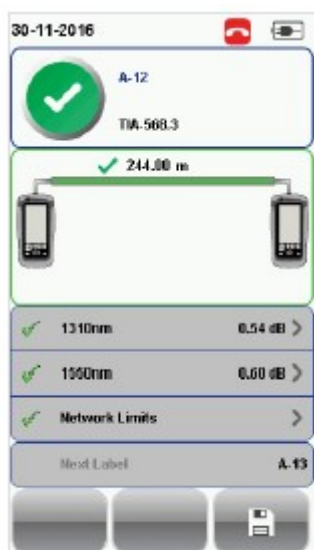 30-11-2016
A-12
TIA-568.3
244.00 m
1310nm 0.54 dB
1550nm 0.60 dB
Network Limits
Next Label A-13